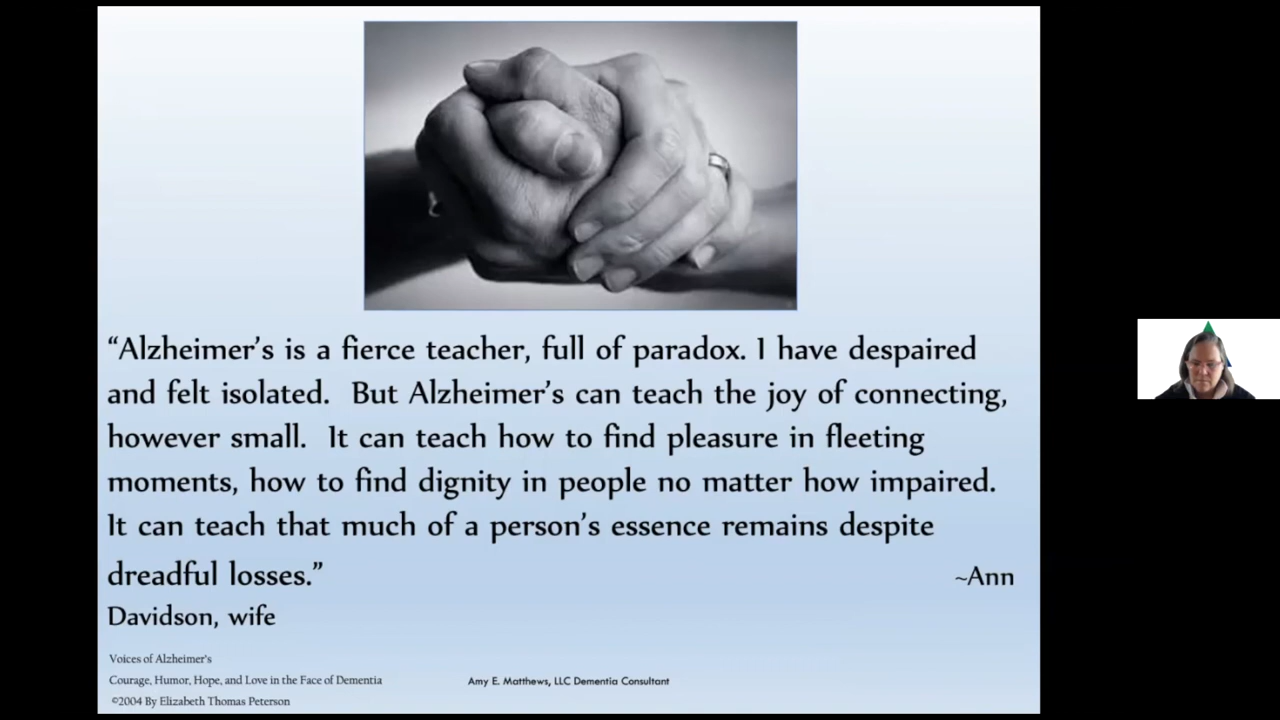 “Alzheimer’s is a fierce teacher, full of paradox. I have despaired
and felt isolated. But Alzheimer’s can teach the joy of connecting,
however small. It can teach how to find pleasure in fleeting
moments, how to find dignity in people no matter how impaired.
It can teach that much of a person’s essence remains despite
dreadful losses.” ~Ann
Davidson, wife
Voices of Alzheimer's
Courage, Humor, Hope, and Love in the Face of Dementia
Amy E. Matthews, LLC Dementia Consultant
©2004 By Elizabeth Thomas Peterson